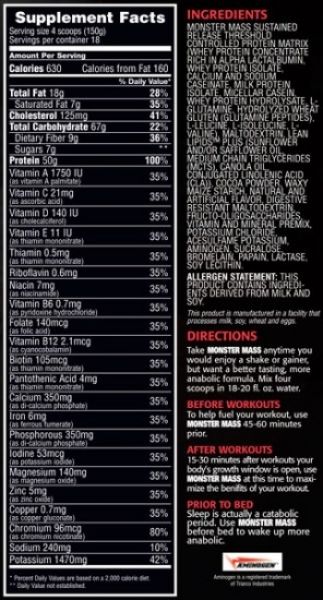 Supplement Facts
Serving size 4 scoops (150g)
Servings per container 18
Amount Per Serving
Calories 630 Calories from Fat 160
% Daily Value*
Total Fat 18g 28%
Saturated Fat 7g 35%
Cholesterol 125mg 41%
Total Carbohydrate 67g 22%
Dietary Fiber 9g 36%
Sugars 7g **
Protein 50g 100%
Vitamin A 1750 IU 35%
(as vitamin A palmitate)
Vitamin C 21mg 35%
(as ascorbic acid)
Vitamin D 140 IU 35%
(as cholecalciferol)
Vitamin E 11 IU 35%
(as thiamin mononitrate)
Thiamin 0.5mg 35%
(as thiamin mononitrate)
Riboflavin 0.6mg 35%
Niacin 7mg 35%
(as niacinamide)
Vitamin B6 0.7mg 35%
(as pyridoxine hydrochloride)
Folate 140mcg 35%
(as folic acid)
Vitamin B12 2.1mcg 35%
(as cyanocobalamin)
Biotin 105mcg 35%
(as thiamin mononitrate)
Pantothenic Acid 4mg 35%
(as thiamin mononitrate)
Calcium 350mg 35%
(as di-calcium phosphate)
Iron 6mg 35%
(as ferrous fumerate)
Phosphorous 350mg 35%
(as di-calcium phosphate)
Iodine 53mcg 35%
(as potassium iodide)
Magnesium 140mg 35%
(as magnesium oxide)
Zinc 5mg 35%
(as zinc oxide)
Copper 0.7mg 35%
(as copper gluconate)
Chromium 96mcg 80%
(as chromium nicotinate)
Sodium 240mg 10%
Potassium 1470mg 42%
* Percent Daily Values are based on a 2,000 calorie diet.
** Daily Value not established.
INGREDIENTS
MONSTER MASS SUSTAINED
RELEASE THRESHOLD
CONTROLLED PROTEIN MATRIX
(WHEY PROTEIN CONCENTRATE
RICH IN ALPHA LACTALBUMIN,
WHEY PROTEIN ISOLATE,
CALCIUM AND SODIUM
CASEINATE, MILK PROTEIN
ISOLATE, MICELLAR CASEIN,
WHEY PROTEIN HYDROLYSATE, L-
GLUTAMINE, HYDROLYZED WHEAT
GLUTEN (GLUTAMINE PEPTIDES),
L-LEUCINE, L-ISOLEUCINE, L-
VALINE), MALTODEXTRIN, LEAN
LIPIDS™ PLUS (SUNFLOWER
AND/OR SAFFLOWER OIL,
MEDIUM CHAIN TRIGLYCERIDES
(MCTS), CANOLA OIL,
CONJUGATED LINOLENIC ACID
(CLA)), COCOA POWDER, WAXY
MAIZE STARCH, NATURAL AND
ARTIFICIAL FLAVOR, DIGESTIVE
RESISTANT MALTODEXTRIN,
FRUCTO-OLIGOSACCHARIDES,
VITAMIN AND MINERAL PREMIX,
POTASSIUM CHLORIDE,
ACESULFAME POTASSIUM,
AMINOGEN, SUCRALOSE,
BROMELAIN, PAPAIN, LACTASE,
SOY LECITHIN.
ALLERGEN STATEMENT: THIS
PRODUCT CONTAINS INGREDI-
ENTS DERIVED FROM MILK AND
SOY.
This product is manufactured in a facility that
processes milk, soy, wheat and eggs.
DIRECTIONS
Take MONSTER MASS anytime you
would enjoy a shake or gainer,
but want a better tasting, more
anabolic formula. Mix four
scoops in 18-20 fl. oz. water.
BEFORE WORKOUTS
To help fuel your workout, use
MONSTER MASS 45-60 minutes
prior.
AFTER WORKOUTS
15-30 minutes after workouts your
body's growth window is open, use
MONSTER MASS at this time to maxi-
mize the benifits of your workout.
PRIOR TO BED
Sleep is actually a catabolic
period. Use MONSTER MASS
before bed to wake up more
anabolic.
AMINOGEN
Aminogen is a registered trademark
of Triarco Industries